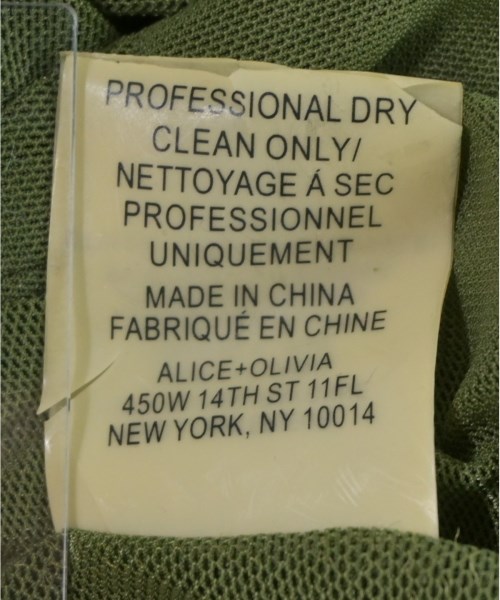 PROFESSIONAL DRY
CLEAN ONLY/
NETTOYAGE Á SEC
PROFESSIONNEL
UNIQUEMENT
MADE IN CHINA
FABRIQUÉ EN CHINE
ALICE+OLIVIA
450W 14TH ST 11FL
NEW YORK, NY 10014